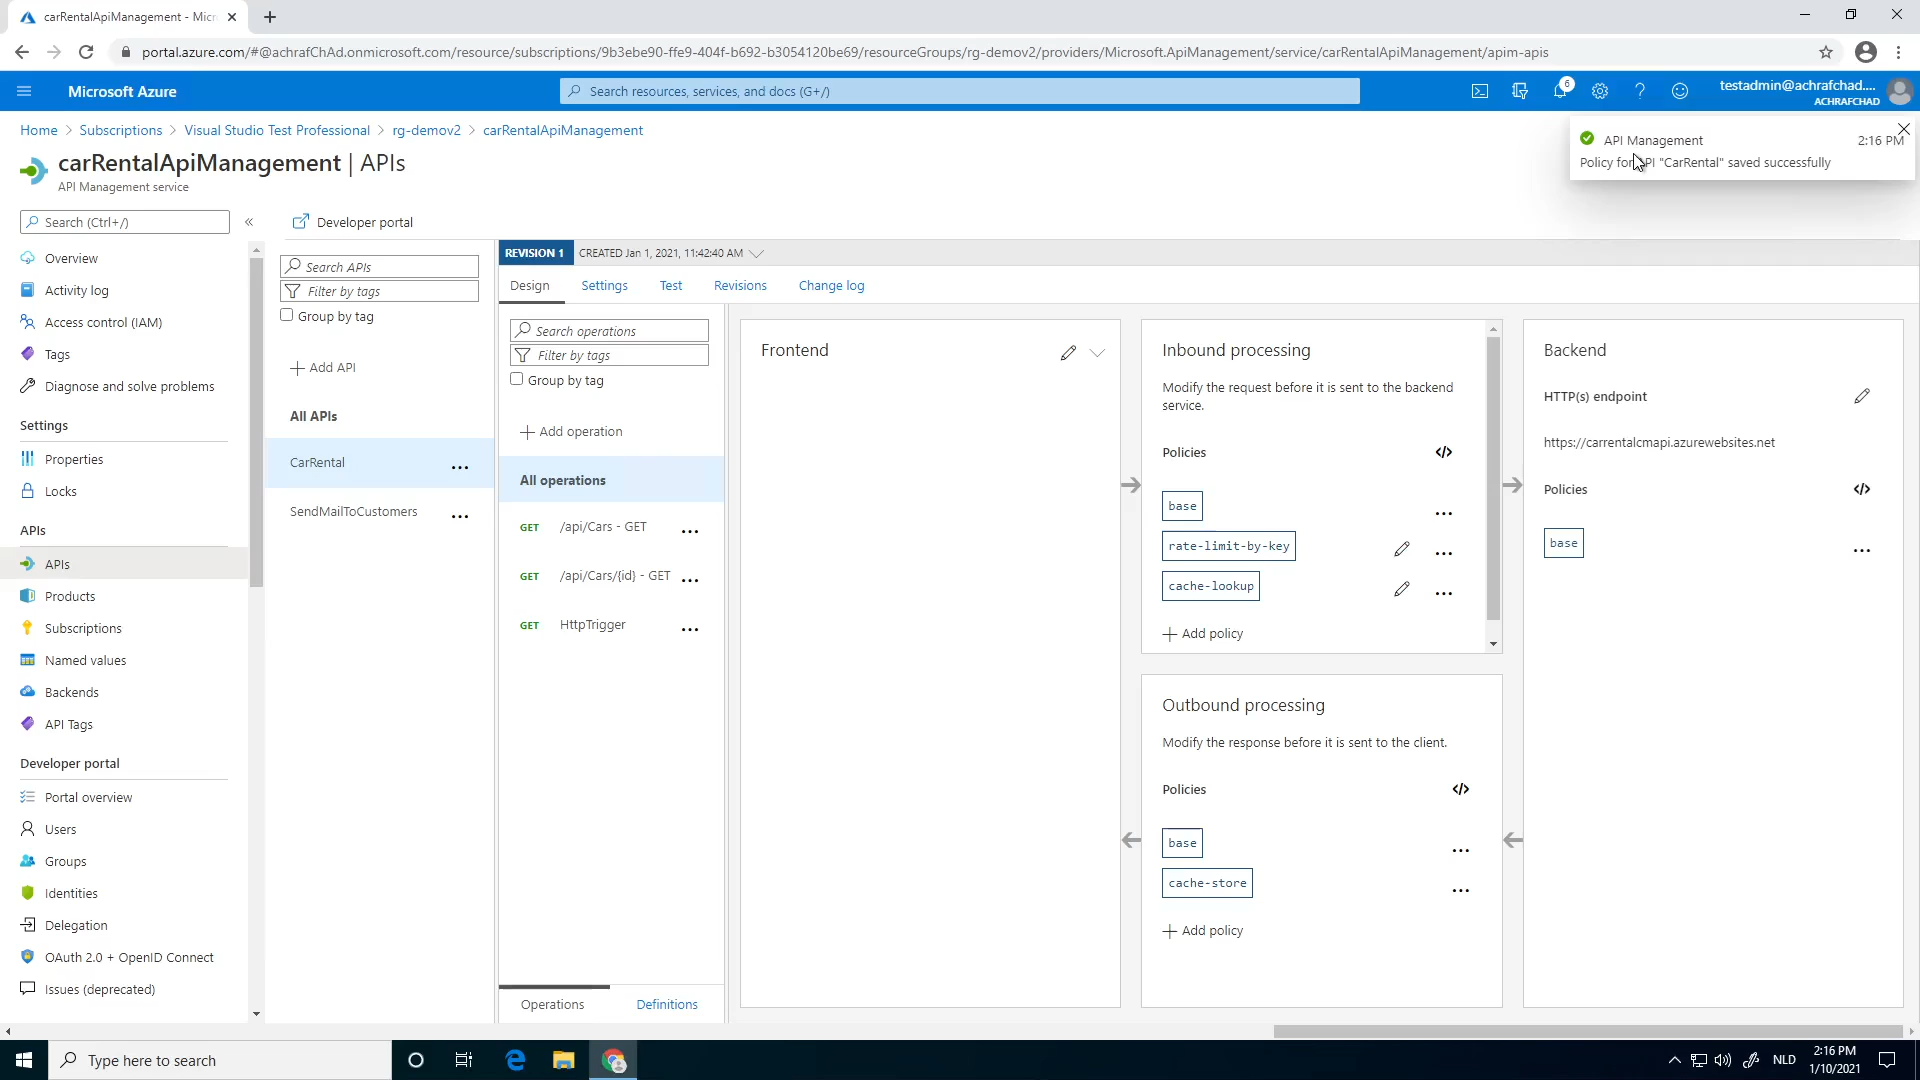 carRentalApiManagement - Micr
portal.azure.com/#@achrafChAd.onmicrosoft.com/resource/subscriptions/9b3ebe90-ffe9-404f-b692-b3054120be69/resourceGroups/rg-demov2/providers/Microsoft.ApiManagement/service/carRentalApiManagement/apim-apis
Microsoft Azure
Search resources, services, and docs (G+/)
6
testadmin@achrafchad....
ACHRAFCHAD
Home > Subscriptions > Visual Studio Test Professional > rg-demov2 > carRentalApiManagement
API Management
2:16 PM
Policy for API "CarRental" saved successfully
carRentalApiManagement | APIs
API Management service
Search (Ctrl+/)
«
Overview
Activity log
Access control (IAM)
Tags
Diagnose and solve problems
Settings
Properties
Locks
APIs
APIs
Products
Subscriptions
Named values
Backends
API Tags
Developer portal
Portal overview
Users
Groups
Identities
Delegation
OAuth 2.0 + OpenID Connect
Issues (deprecated)
Developer portal
Search APIs
Filter by tags
Group by tag
Add API
All APIs
CarRental
SendMailToCustomers
REVISION 1
CREATED Jan 1, 2021, 11:42:40 AM
Design
Settings
Test
Revisions
Change log
Search operations
Filter by tags
Group by tag
Add operation
All operations
GET /api/Cars - GET
GET /api/Cars/{id} - GET
GET HttpTrigger
Operations
Definitions
Frontend
Inbound processing
Modify the request before it is sent to the backend
service.
Policies
</>
base
rate-limit-by-key
cache-lookup
Add policy
Outbound processing
Modify the response before it is sent to the client.
Policies
</>
base
cache-store
Add policy
Backend
HTTP(s) endpoint
https://carrentalcmapi.azurewebsites.net
Policies
</>
base
Type here to search
NLD
2:16 PM
1/10/2021